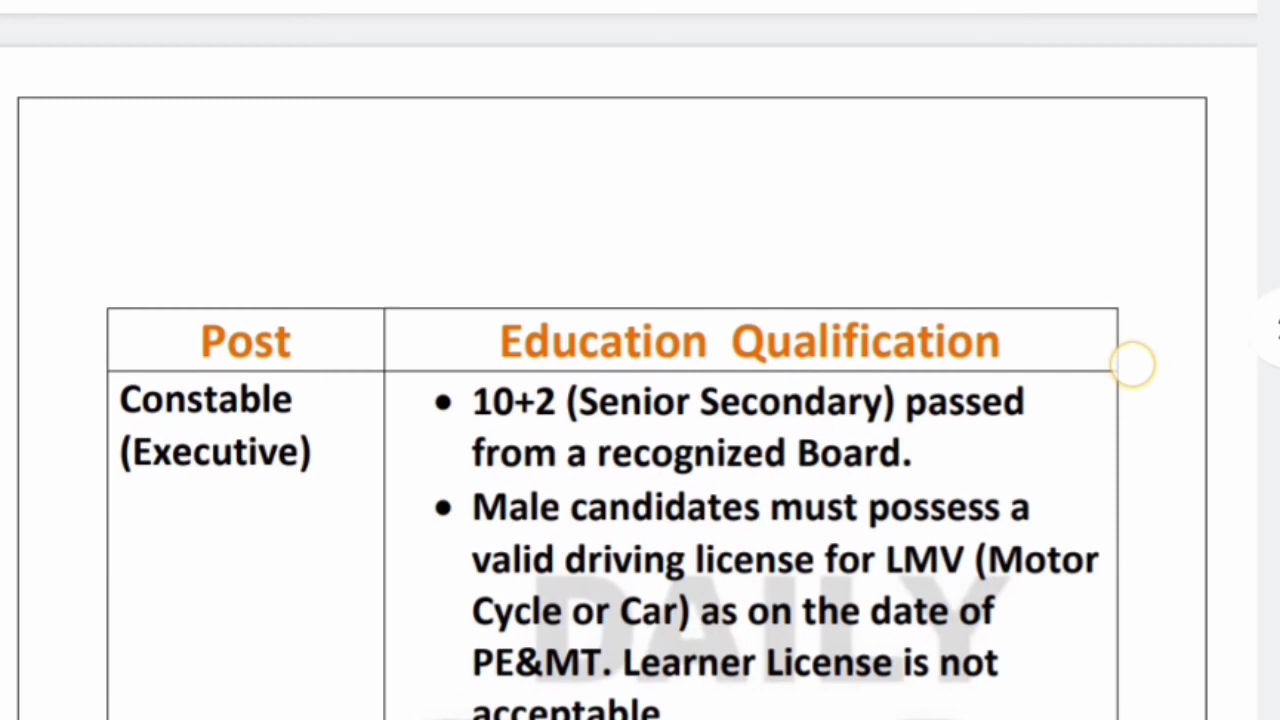 Post
Education Qualification
Constable
(Executive)
• 10+2 (Senior Secondary) passed
from a recognized Board.
• Male candidates must possess a
valid driving license for LMV (Motor
Cycle or Car) as on the date of
PE&MT. Learner License is not
acceptable
DAILY